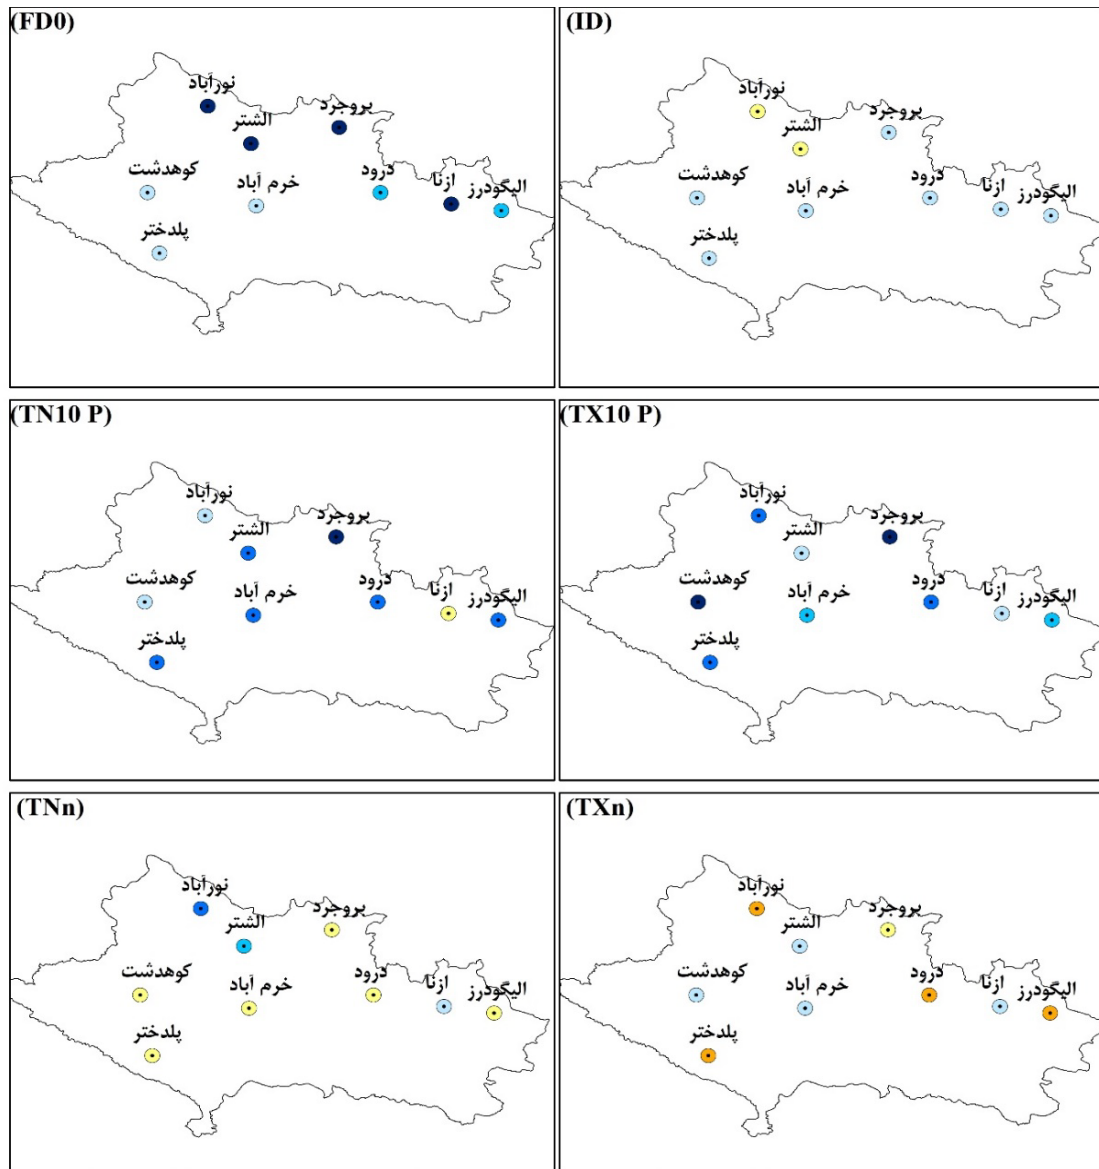 (FD0)
نورآباد
بروجرد
الشتر
کوهدشت
خرم آباد
درود
ازنا
الیگودرز
پلدختر
(ID)
نورآباد
بروجرد
الشتر
کوهدشت
خرم آباد
درود
ازنا
الیگودرز
پلدختر
(TN10 P)
نورآباد
بروجرد
الشتر
کوهدشت
خرم آباد
درود
ازنا
الیگودرز
پلدختر
(TX10 P)
نورآباد
بروجرد
الشتر
کوهدشت
خرم آباد
درود
ازنا
الیگودرز
پلدختر
(TNn)
نورآباد
بروجرد
الشتر
کوهدشت
خرم آباد
درود
ازنا
الیگودرز
پلدختر
(TXn)
نورآباد
بروجرد
الشتر
کوهدشت
خرم آباد
درود
ازنا
الیگودرز
پلدختر